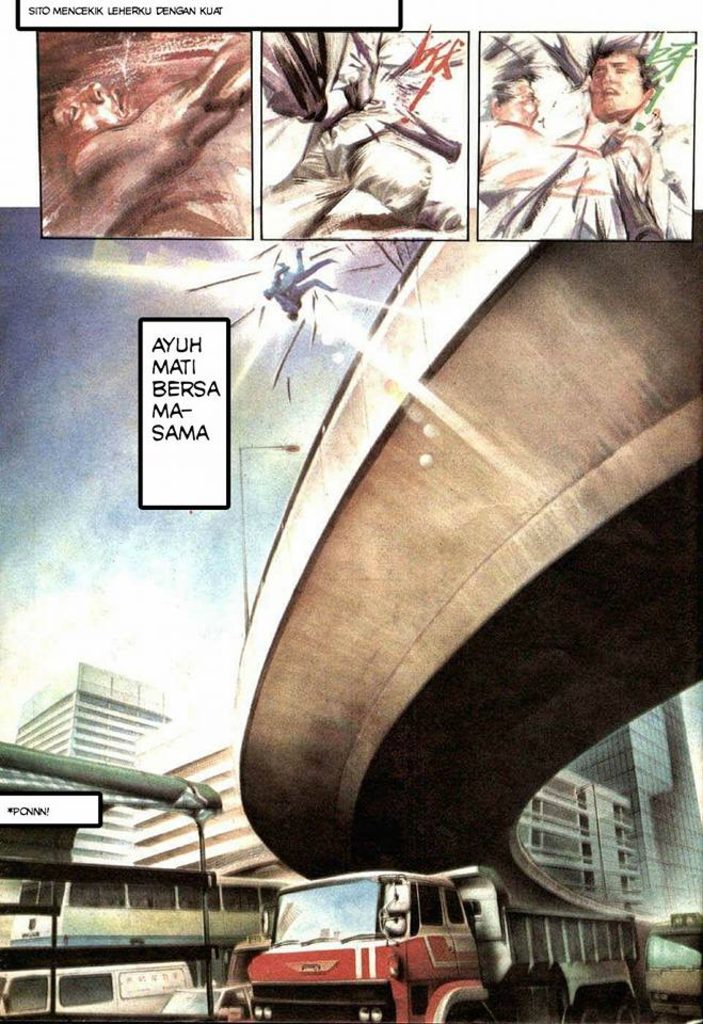 SITO MENCEKIK LEHERKU DENGAN KUAT
AYUH
MATI
BERSA
MA-
SAMA
*PONNN!